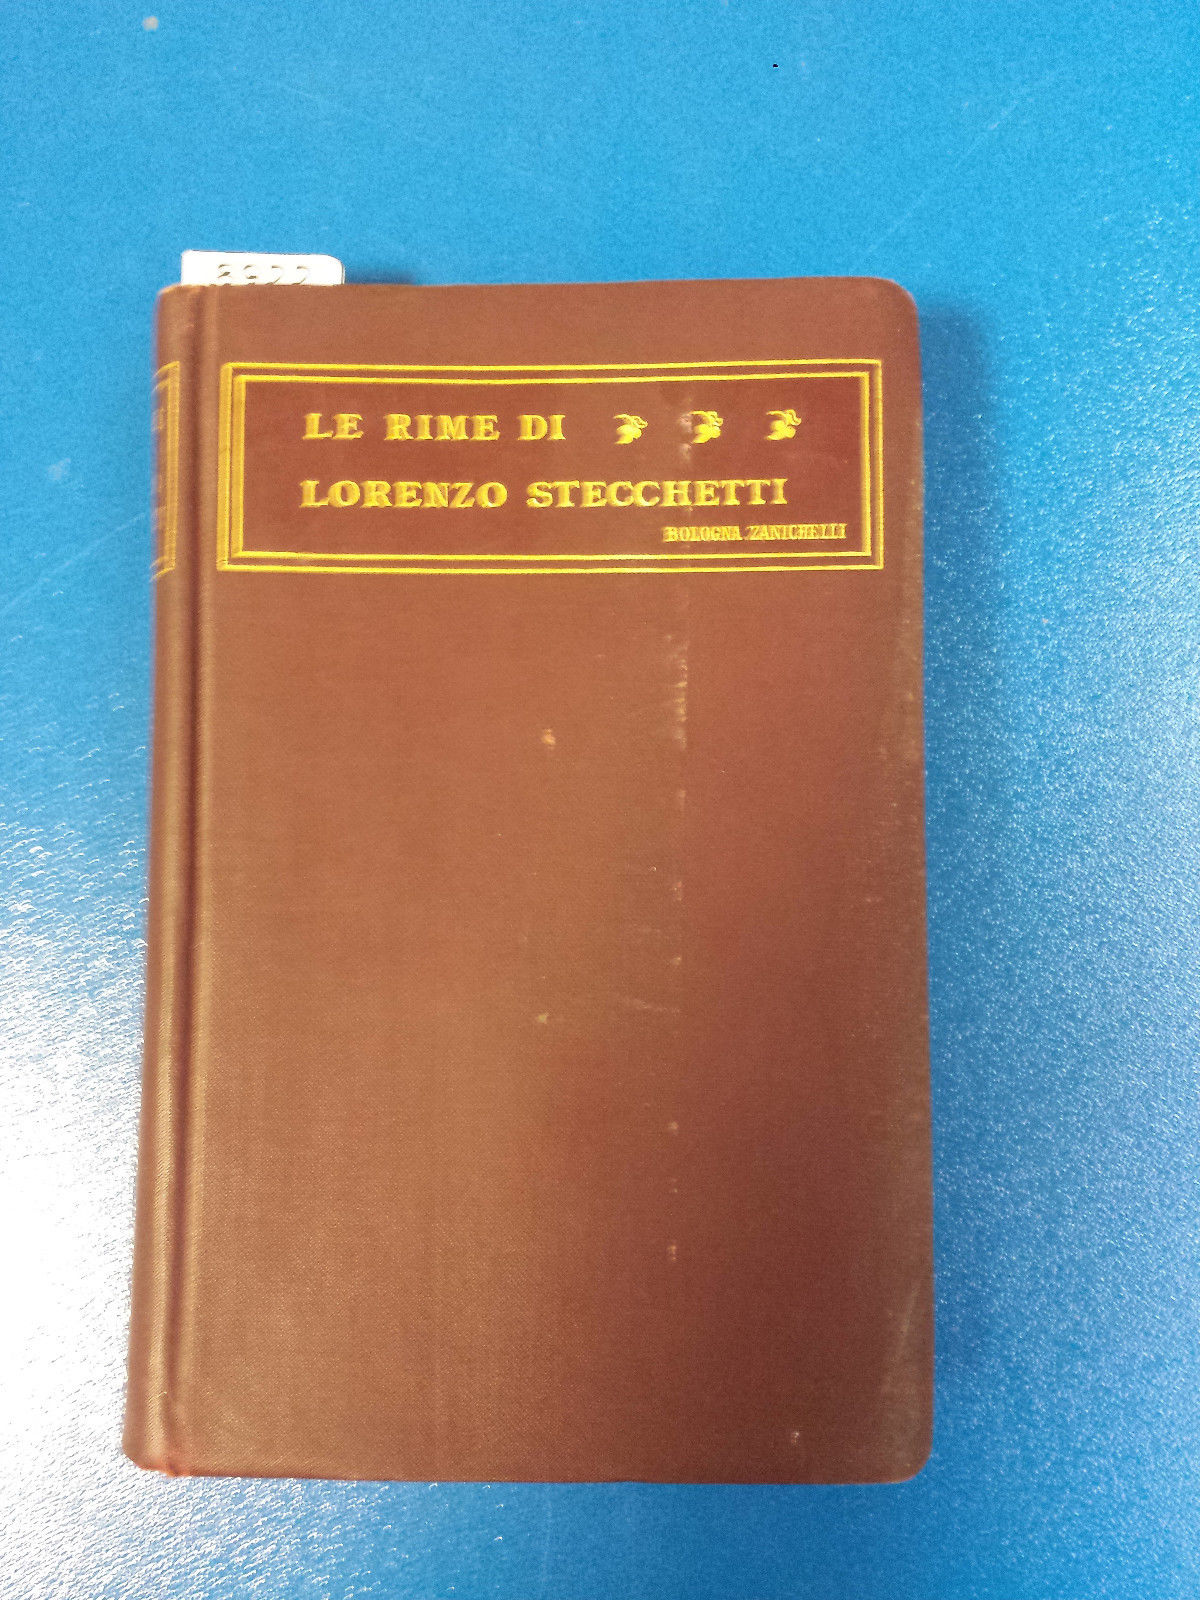 LE RIME DI
LORENZO STECCHETTI
BOLOGNA. ZANICHELLI